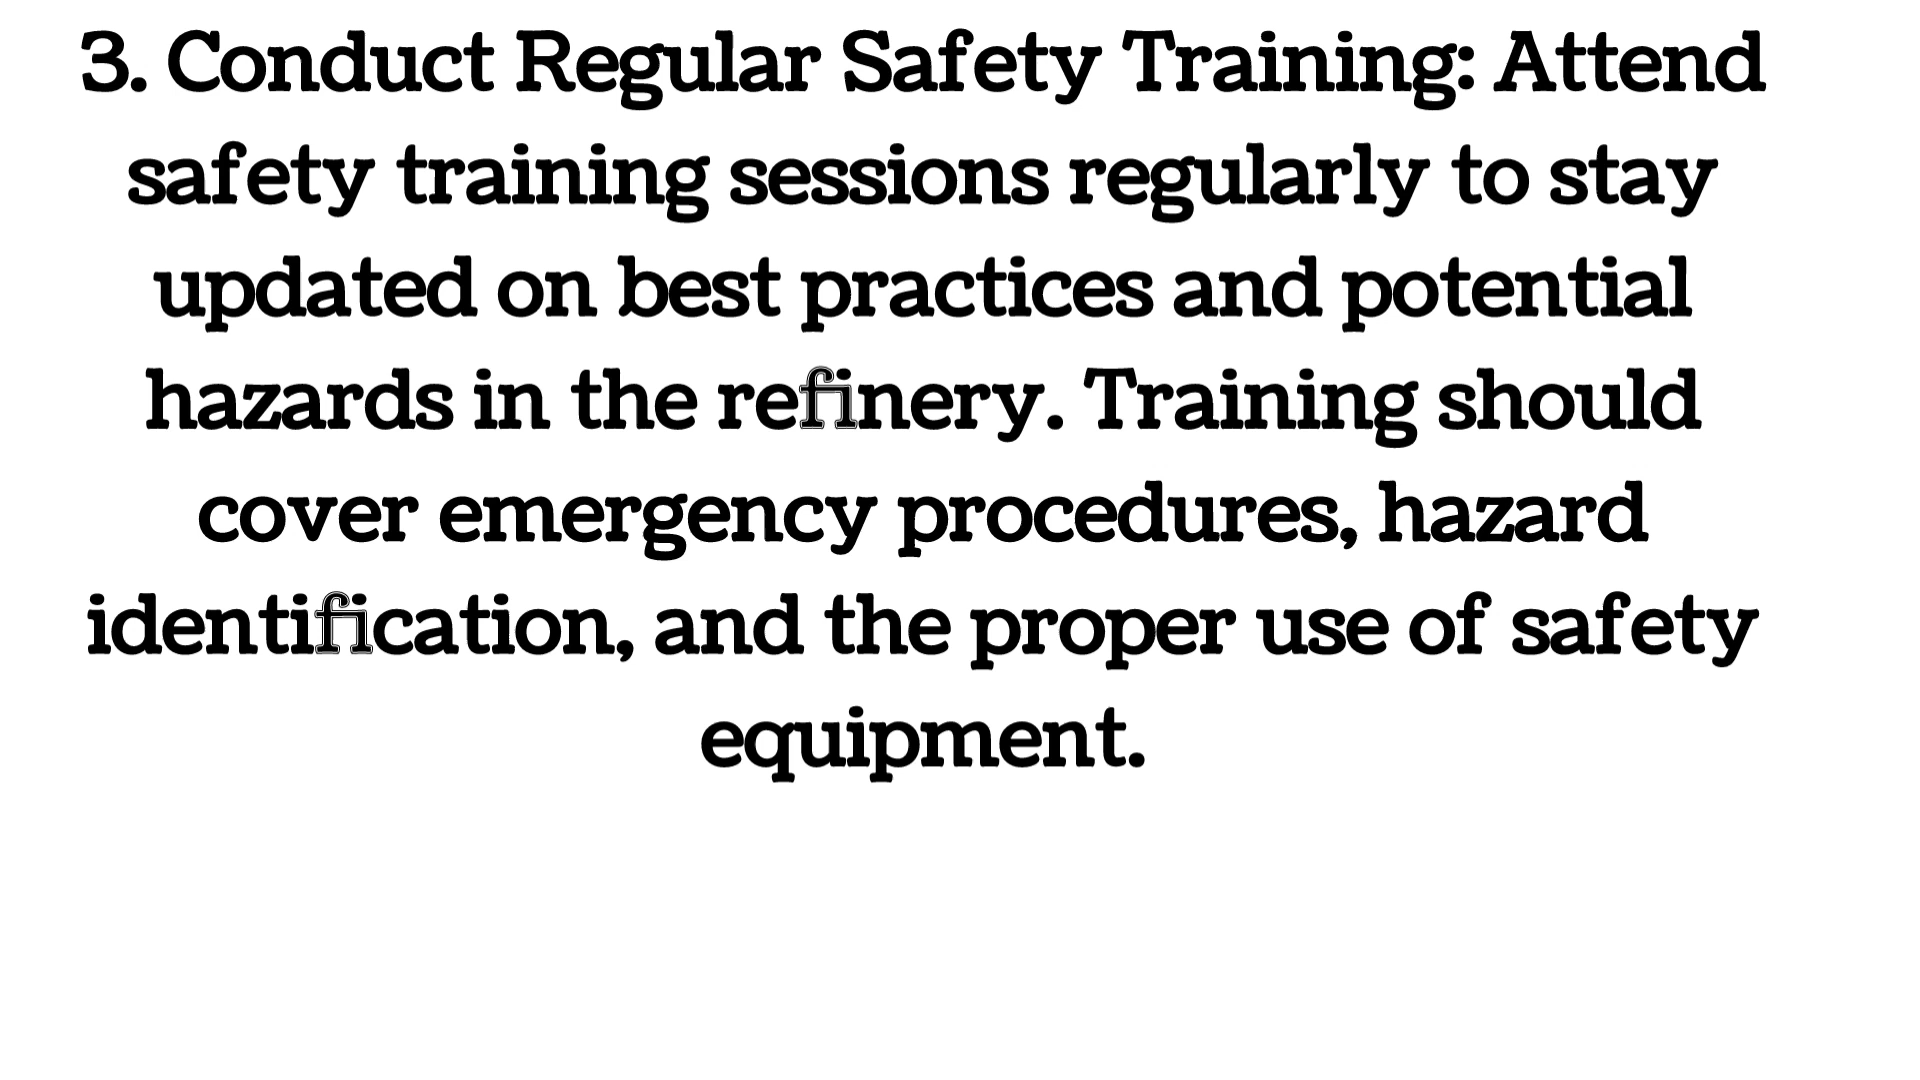 3. Conduct Regular Safety Training: Attend
safety training sessions regularly to stay
updated on best practices and potential
hazards in the refinery. Training should
cover emergency procedures, hazard
identification, and the proper use of safety
equipment.